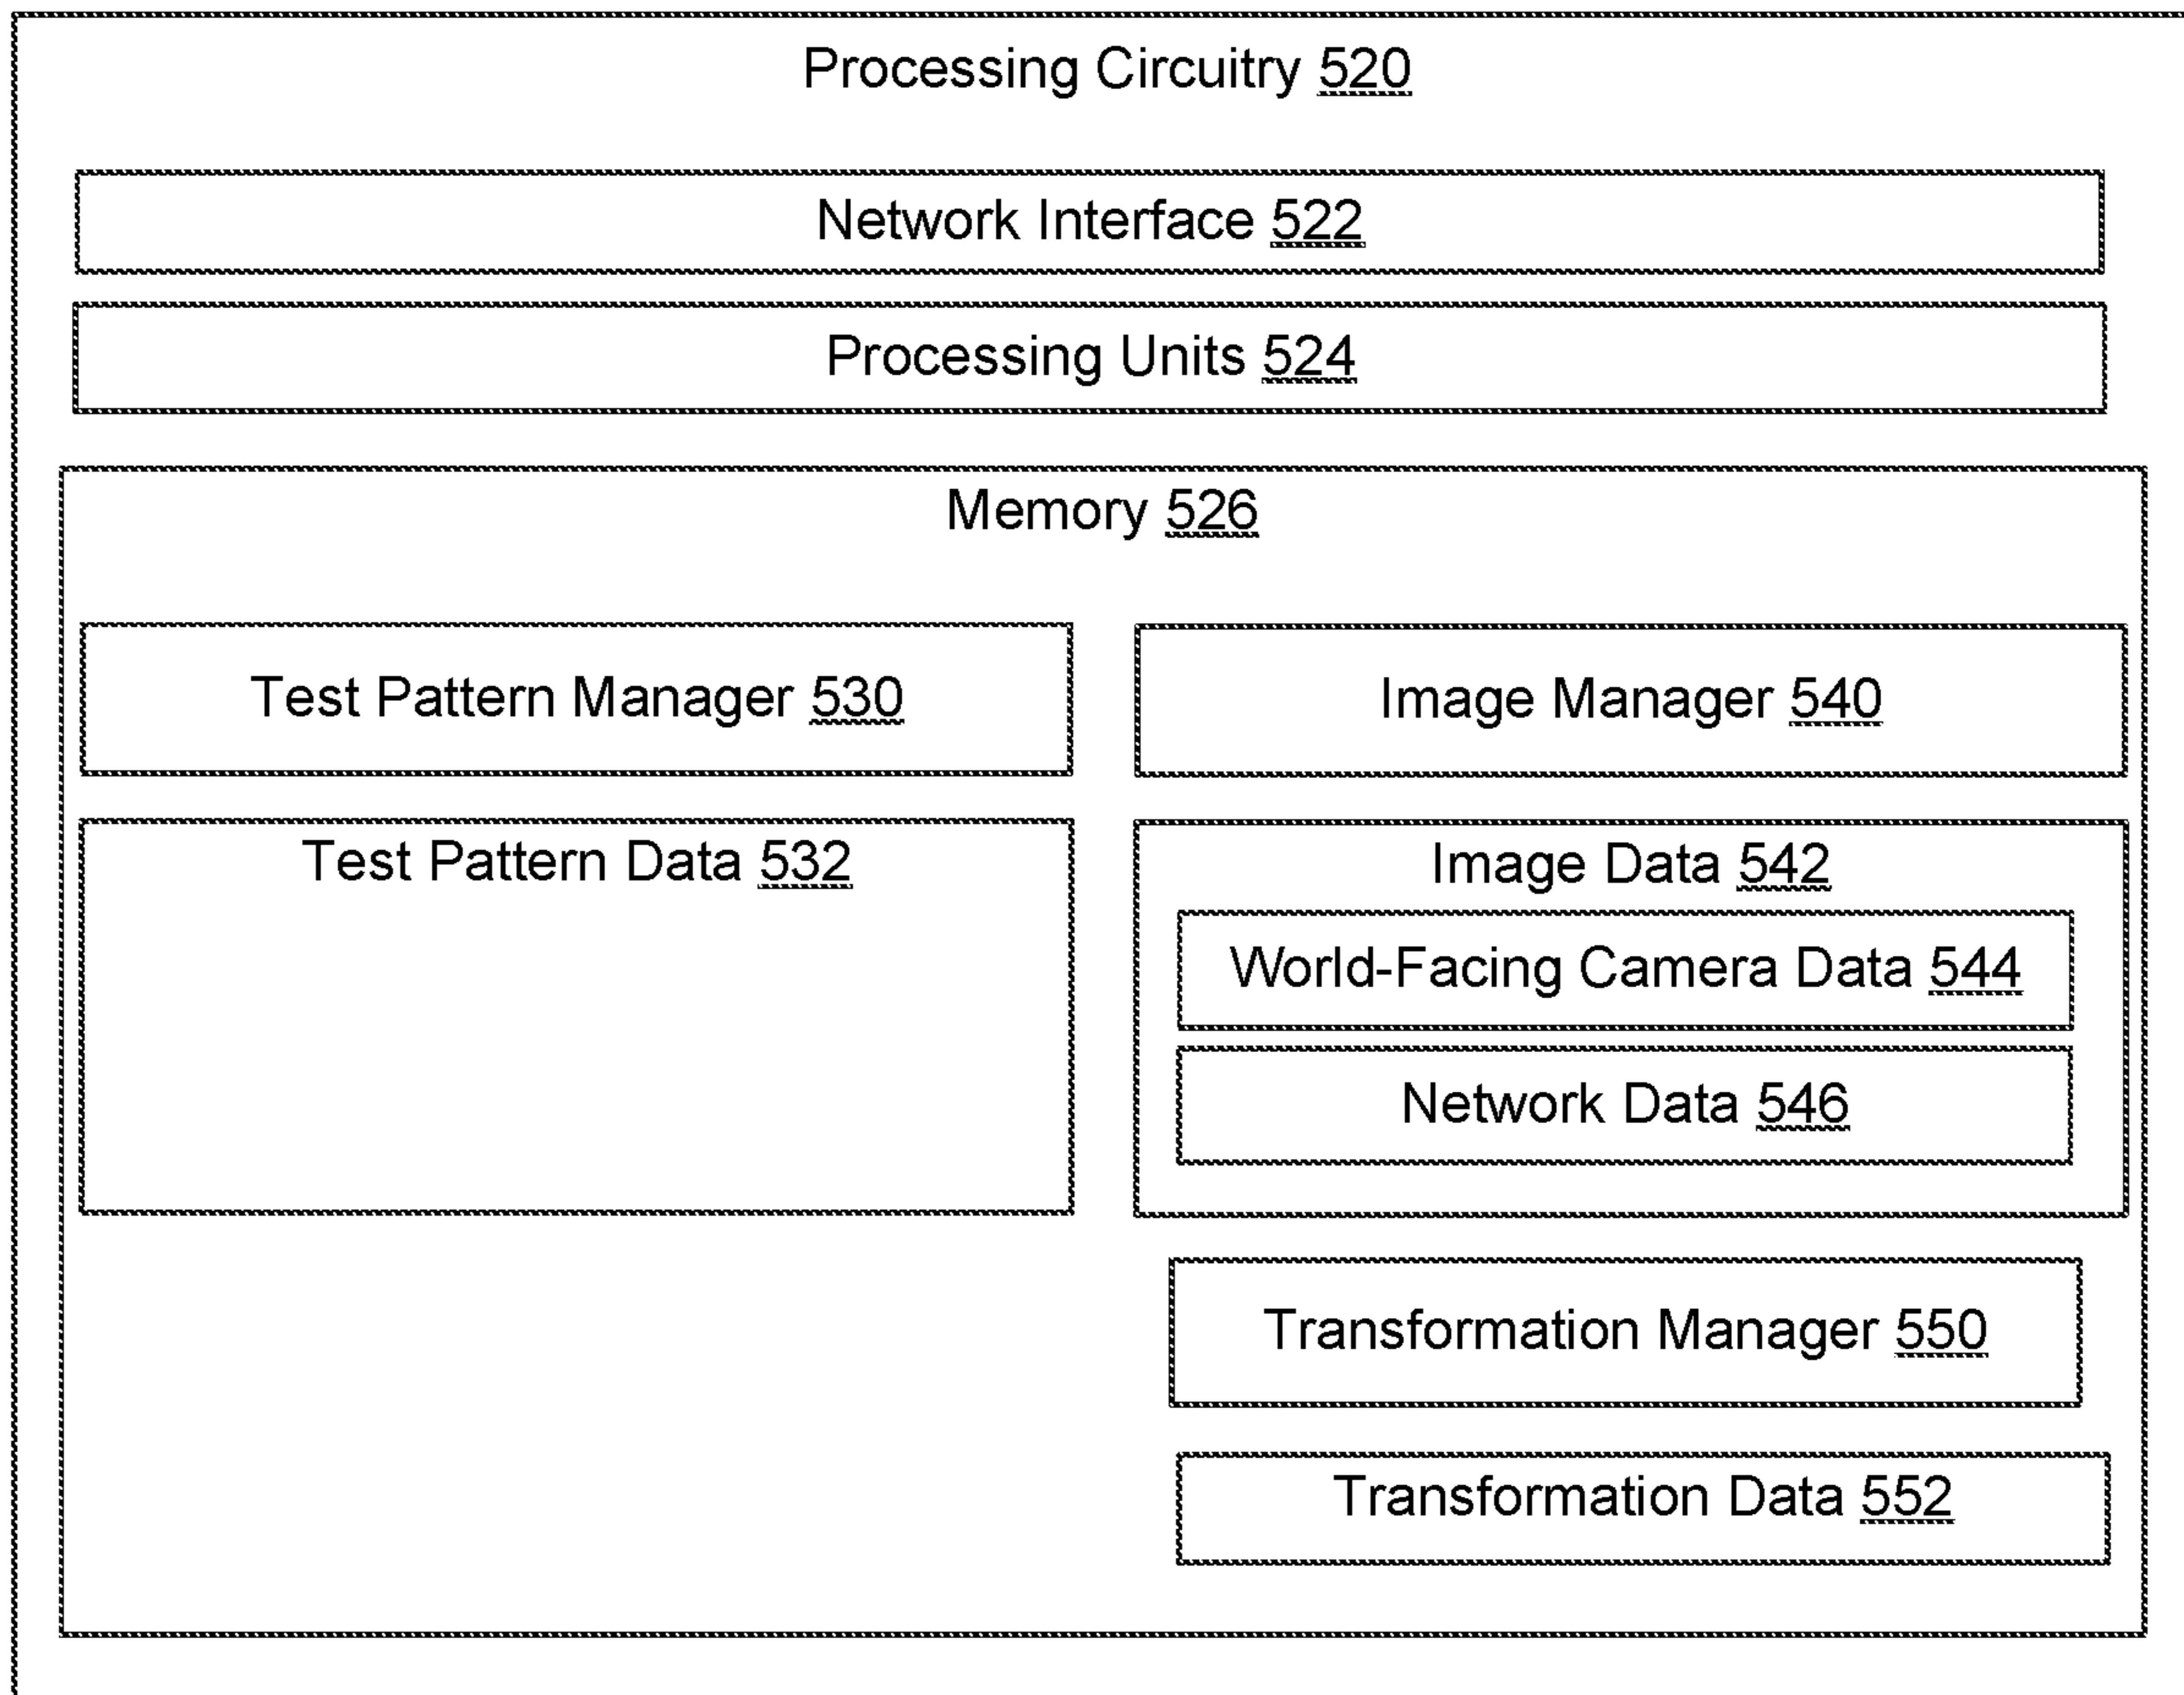 Processing Circuitry 520
Network Interface 522
Processing Units 524
Memory 526
Test Pattern Manager 530
Image Manager 540
Test Pattern Data 532
Image Data 542
World-Facing Camera Data 544
Network Data 546
Transformation Manager 550
Transformation Data 552